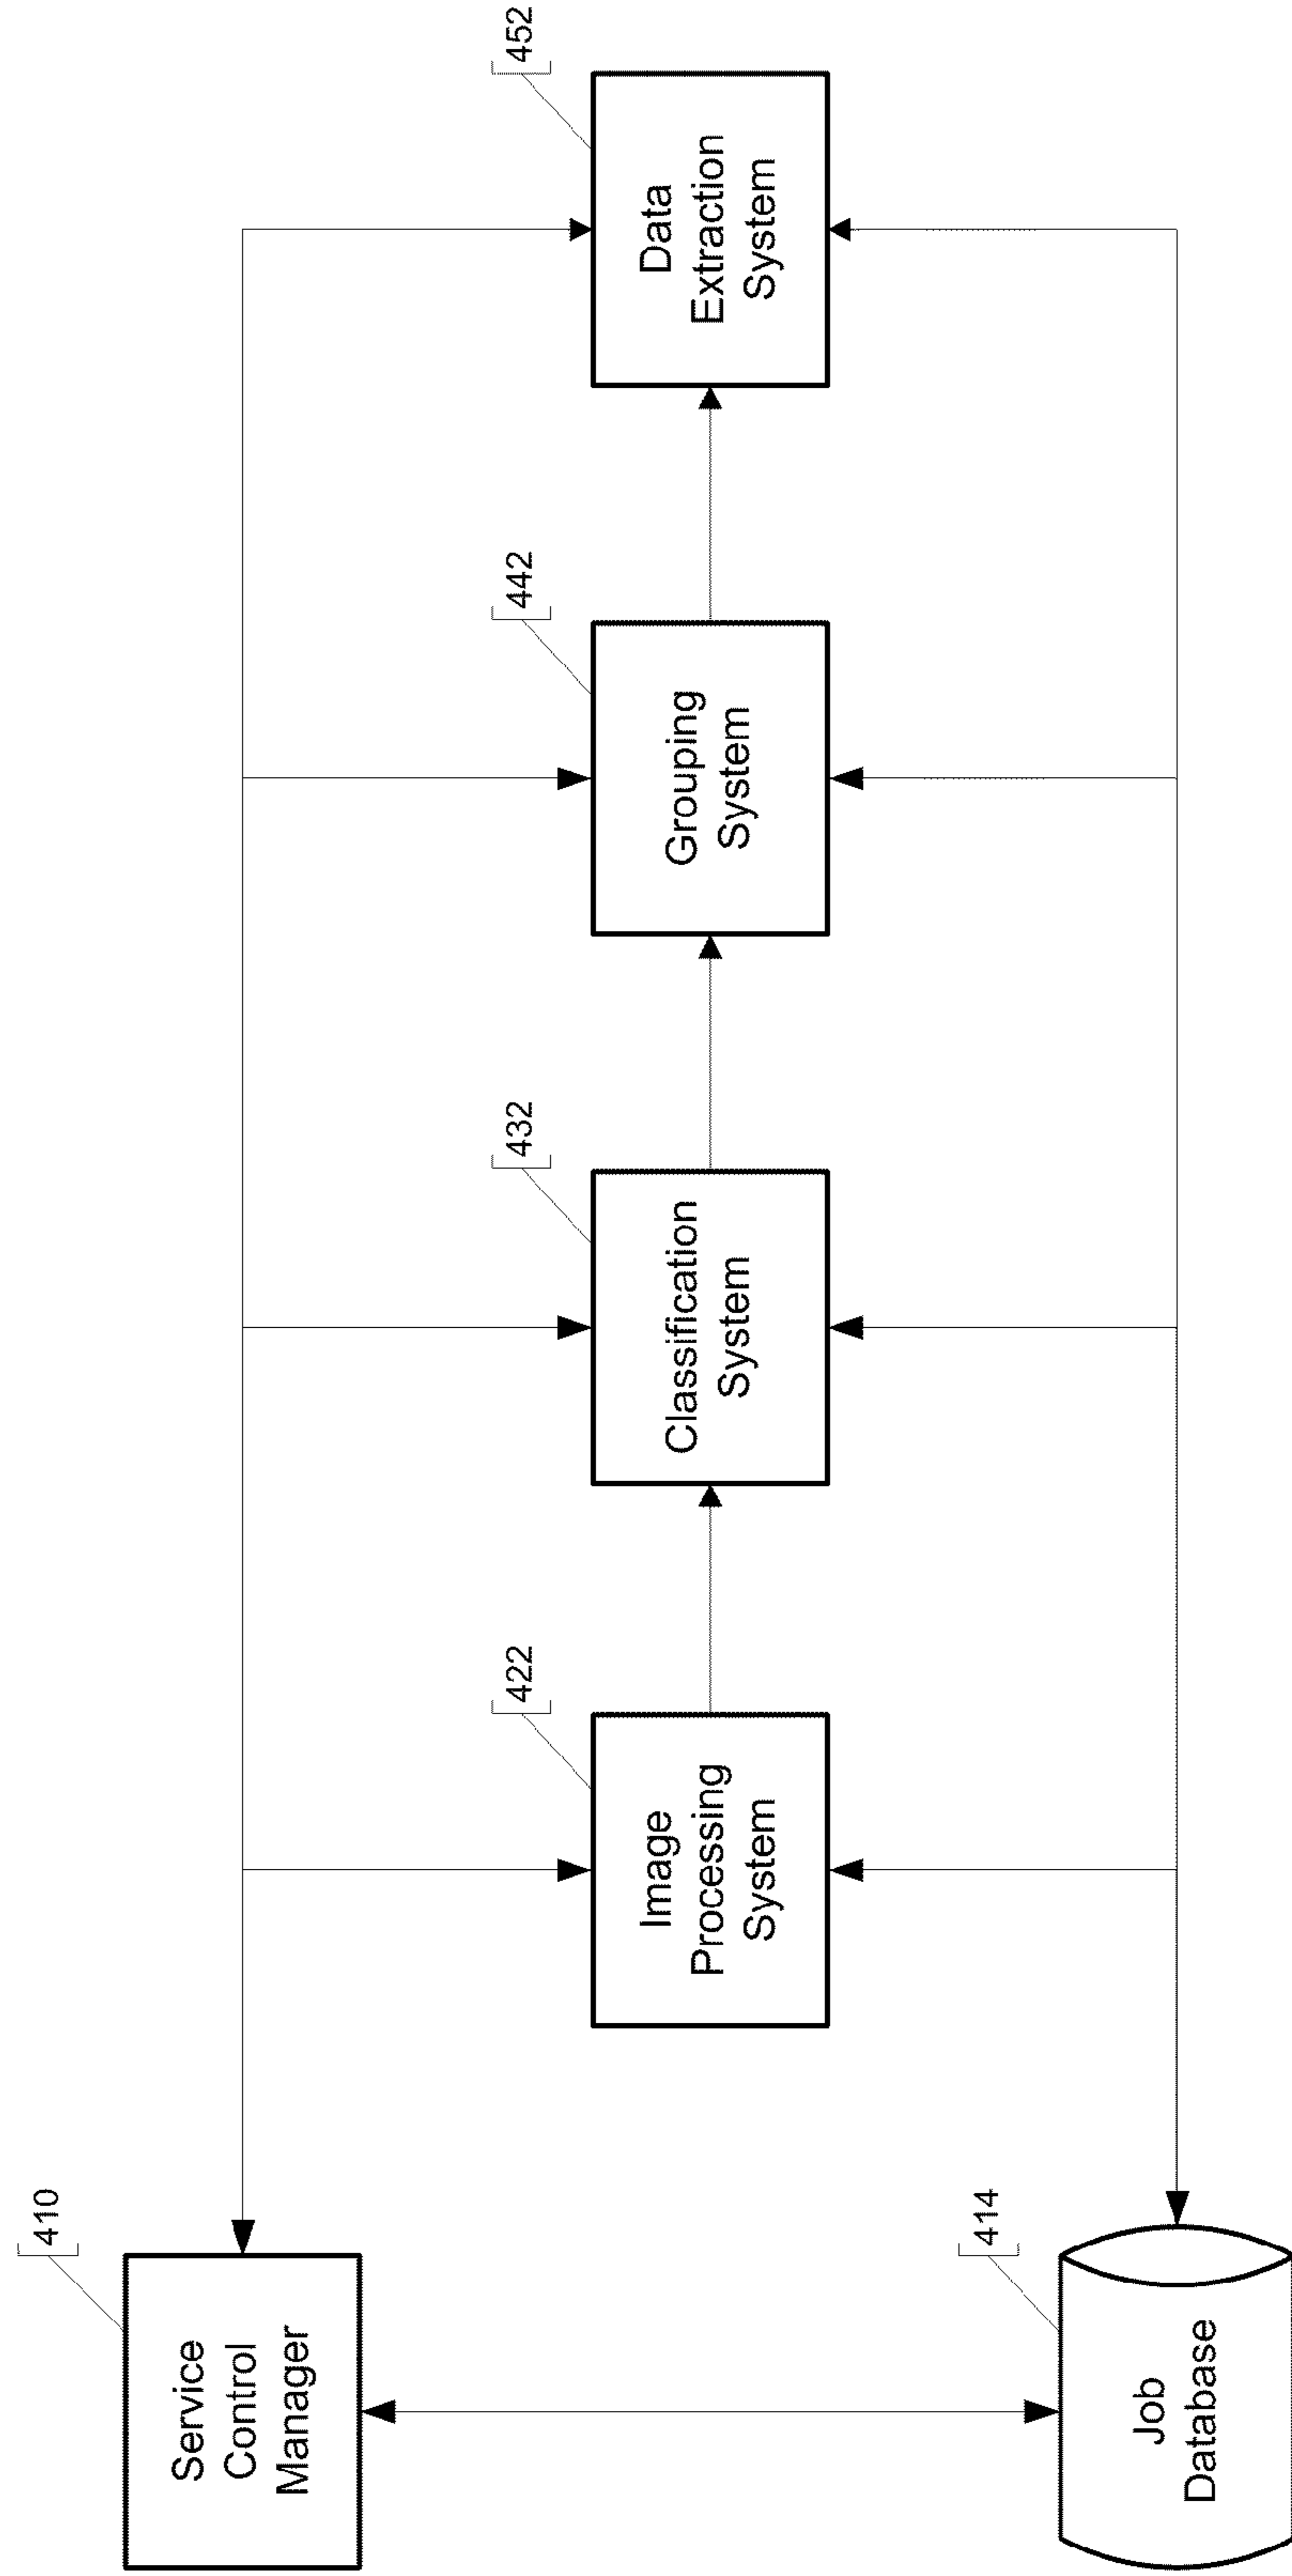 410
Service
Control
Manager
422
Image
Processing
System
432
Classification
System
442
Grouping
System
452
Data
Extraction
System
414
Job
Database